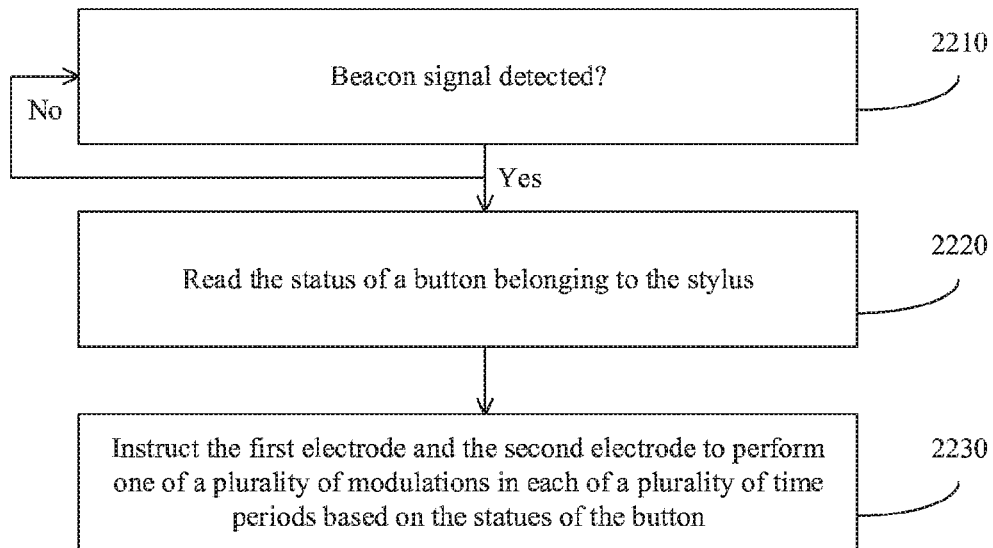 2210
Beacon signal detected?
No
Yes
2220
Read the status of a button belonging to the stylus
2230
Instruct the first electrode and the second electrode to perform
one of a plurality of modulations in each of a plurality of time
periods based on the statues of the button